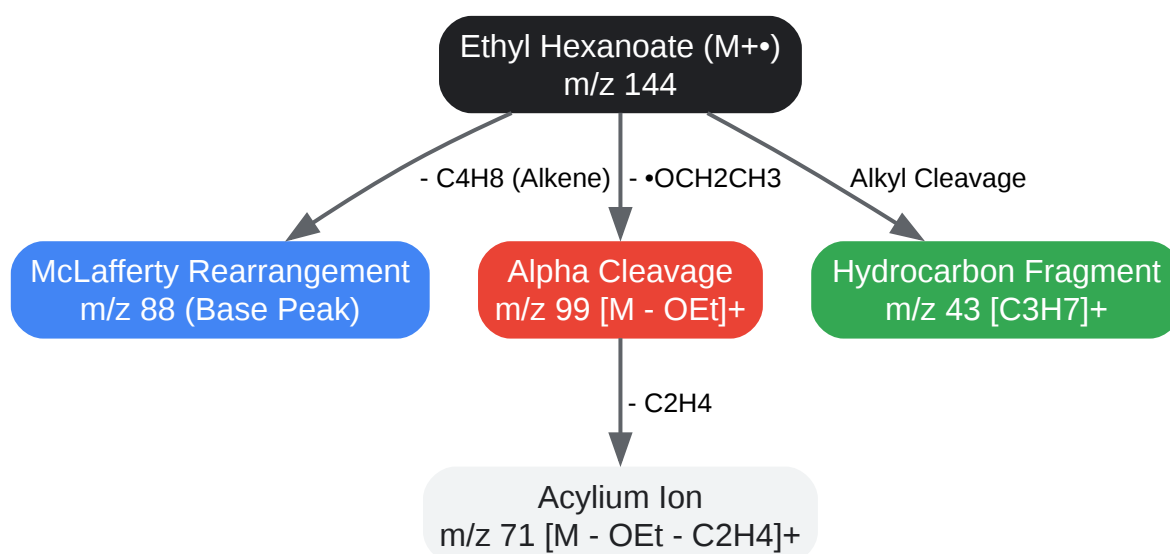 Ethyl Hexanoate (M+•)
m/z 144
- C4H8 (Alkene)
- •OCH2CH3
Alkyl Cleavage
McLafferty Rearrangement
m/z 88 (Base Peak)
Alpha Cleavage
m/z 99 [M - OEt]+
Hydrocarbon Fragment
m/z 43 [C3H7]+
- C2H4
Acylium Ion
m/z 71 [M - OEt - C2H4]+